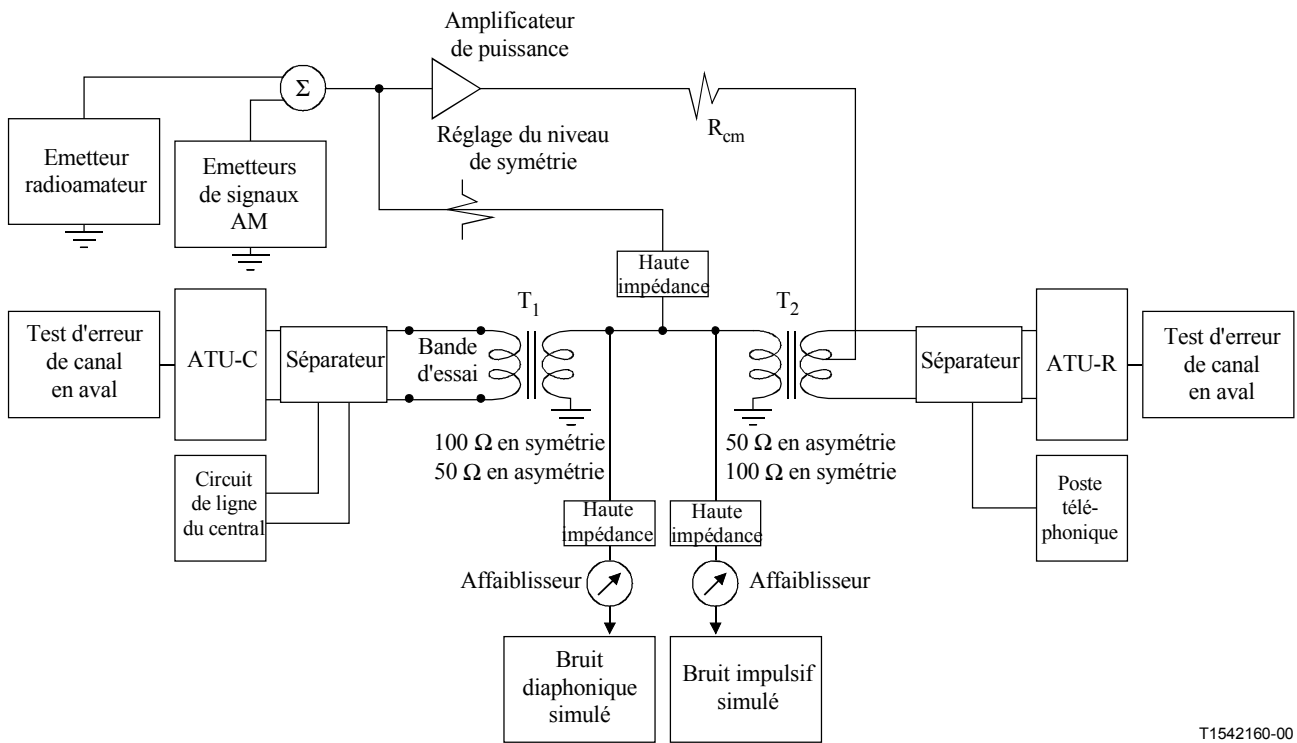 Amplificateur
de puissance
Σ
Réglage du niveau
de symétrie
R_cm
Emetteur
radioamateur
Emetteurs
de signaux
AM
Haute
impédance
T_1
T_2
Test d'erreur
de canal
en aval
ATU-C
Séparateur
Bande
d'essai
Séparateur
ATU-R
Test d'erreur
de canal
en aval
100 Ω en symétrie
50 Ω en asymétrie
50 Ω en asymétrie
100 Ω en symétrie
Circuit
de ligne
du central
Poste
télé-
phonique
Haute
impédance
Haute
impédance
Affaiblisseur
Affaiblisseur
Bruit
diaphonique
simulé
Bruit impulsif
simulé
T1542160-00